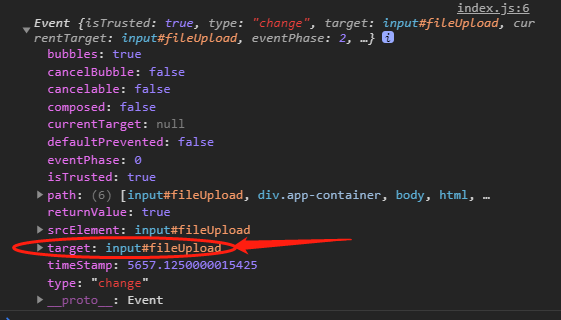 index.js:6
Event {isTrusted: true, type: "change", target: input#fileUpload, cur
rentTarget: input#fileUpload, eventPhase: 2, …} i
bubbles: true
cancelBubble: false
cancelable: false
composed: false
currentTarget: null
defaultPrevented: false
eventPhase: 0
isTrusted: true
path: (6) [input#fileUpload, div.app-container, body, html, …
returnValue: true
srcElement: input#fileUpload
target: input#fileUpload
timeStamp: 5657.1250000015425
type: "change"
__proto__: Event